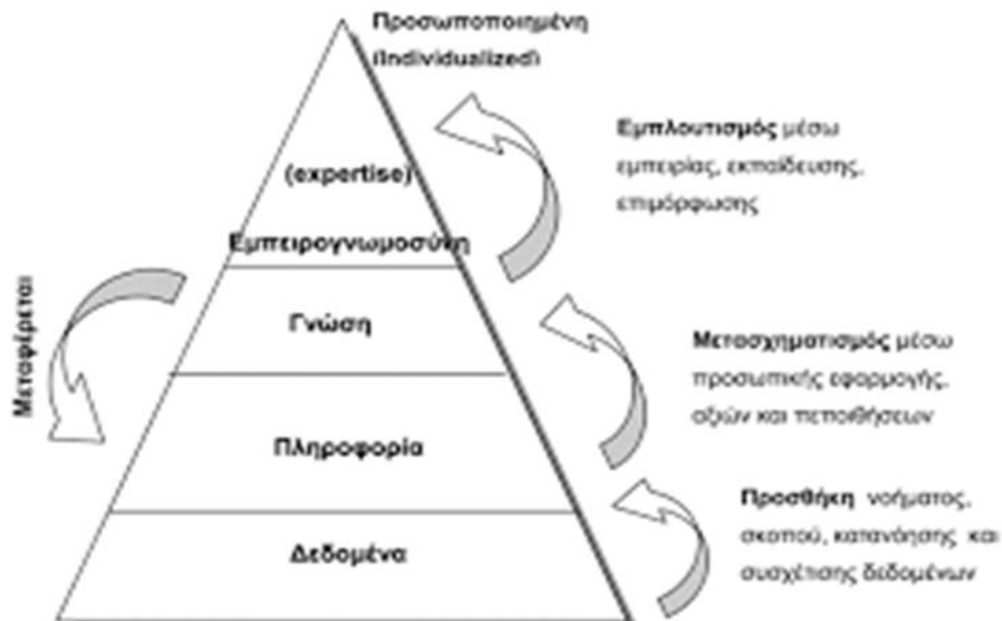 Προσωποποιημένη
(Individualized)
(expertise)
Εμπειρογνωμοσύνη
Γνώση
Πληροφορία
Δεδομένα
Μεταφέρεται
Εμπλουτισμός μέσω
εμπειρίας, εκπαίδευσης,
επιμόρφωσης
Μετασχηματισμός μέσω
προσωπικής εφαρμογής,
αξιών και πεποιθήσεων
Προσθήκη νοήματος,
σκοπού, κατανόησης και
συσχέτισης δεδομένων